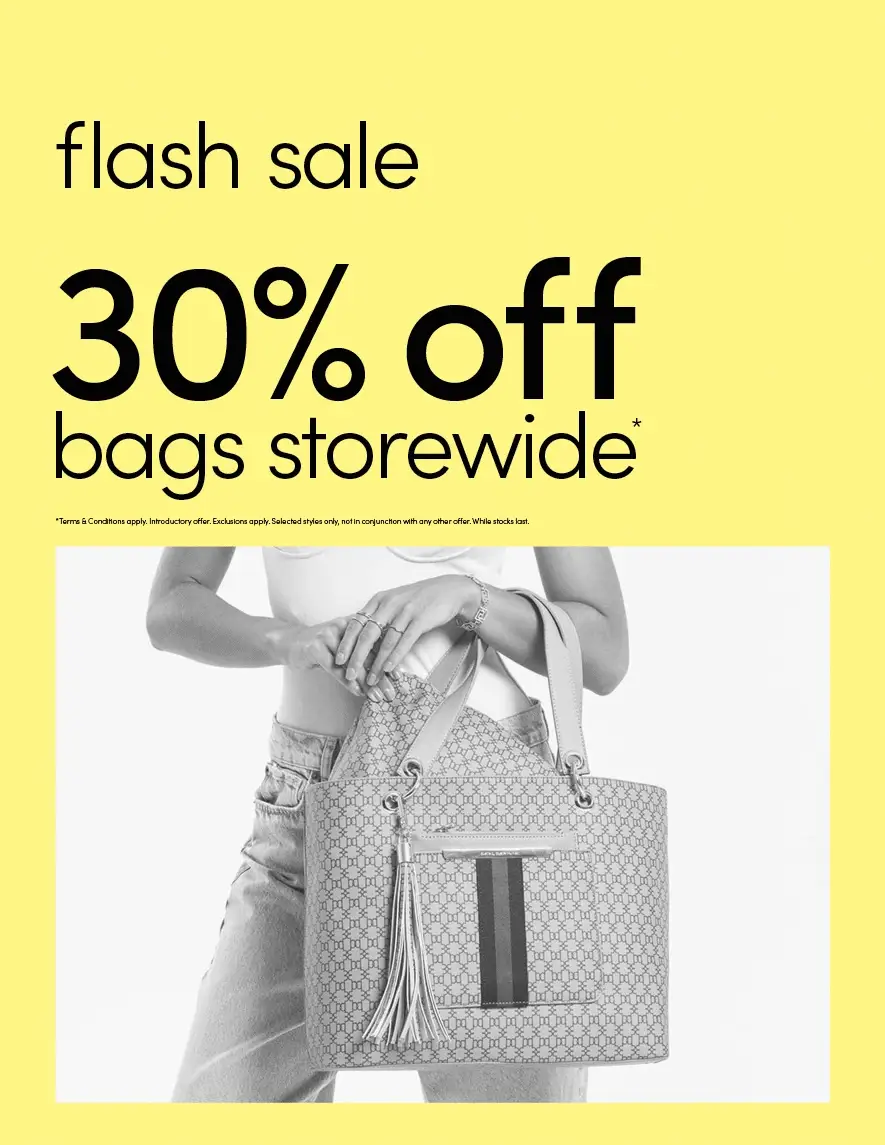 flash sale
30% off
bags storewide*
*Terms & Conditions apply. Introductory offer. Exclusions apply. Selected styles only, not in conjunction with any other offer. While stocks last.